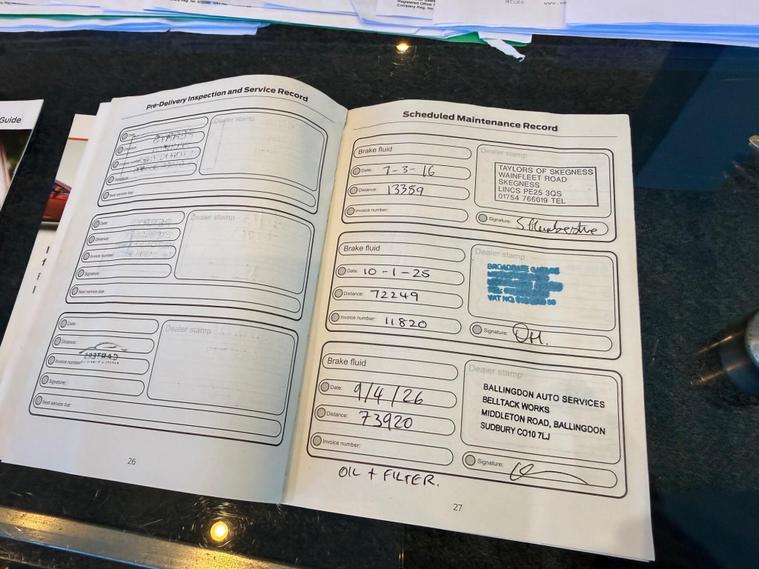 Guide
Pre-Delivery Inspection and Service Record
Date:
Dealer stamp
Distance:
Invoice number:
Signature:
Next service due:
Date:
Dealer stamp
Distance:
Invoice number:
Signature:
Next service due:
Date:
Dealer stamp
Distance:
Invoice number:
Signature:
Next service due:
26
Scheduled Maintenance Record
Brake fluid
Date: 7-3-16
Distance: 13389
Invoice number:
Dealer stamp
TAYLORS OF SKEGNESS
WAINFLEET ROAD
SKEGNESS
LINCS PE25 3QS
01754 766019 TEL
Signature:
Brake fluid
Date: 10-1-25
Distance: 72249
Invoice number: 11820
Dealer stamp
VAT NO.
Signature:
Brake fluid
Date: 9/4/26
Distance: 73920
Invoice number:
Dealer stamp
BALLINGDON AUTO SERVICES
BELLTACK WORKS
MIDDLETON ROAD, BALLINGDON
SUDBURY CO10 7LJ
Signature:
OIL + FILTER.
27